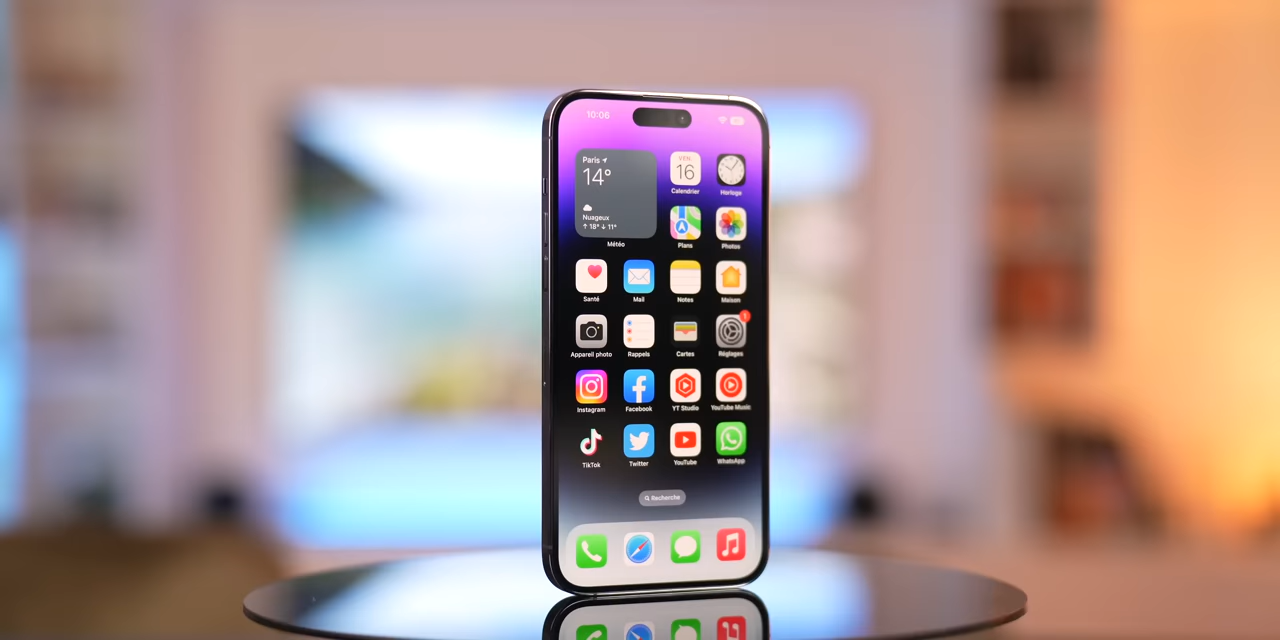 10:06
Paris
14°
Nuageux
↑ 18° ↓ 11°
Météo
VEN.
16
Calendrier
Horloge
Plans
Photos
Santé
Mail
Notes
Maison
Appareil photo
Rappels
Cartes
1
Réglages
Instagram
Facebook
YT Studio
YouTube Music
TikTok
Twitter
YouTube
WhatsApp
Recherche